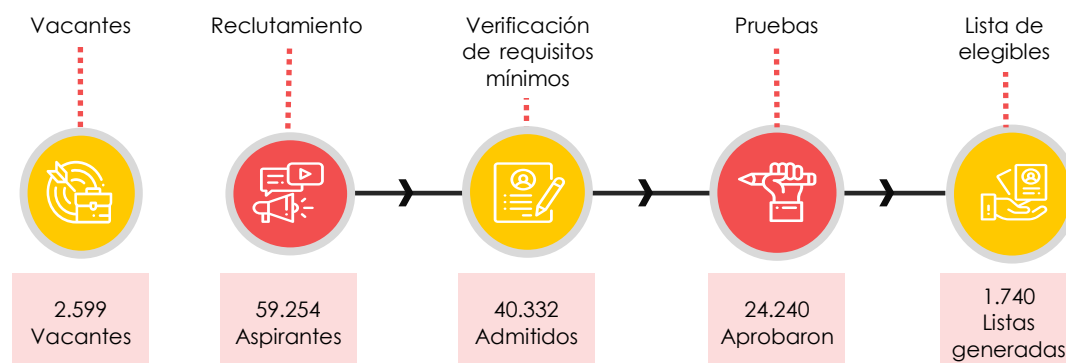 Vacantes
Reclutamiento
Verificación
de requisitos
mínimos
Pruebas
Lista de
elegibles
2.599
Vacantes
59.254
Aspirantes
40.332
Admitidos
24.240
Aprobaron
1.740
Listas
generadas